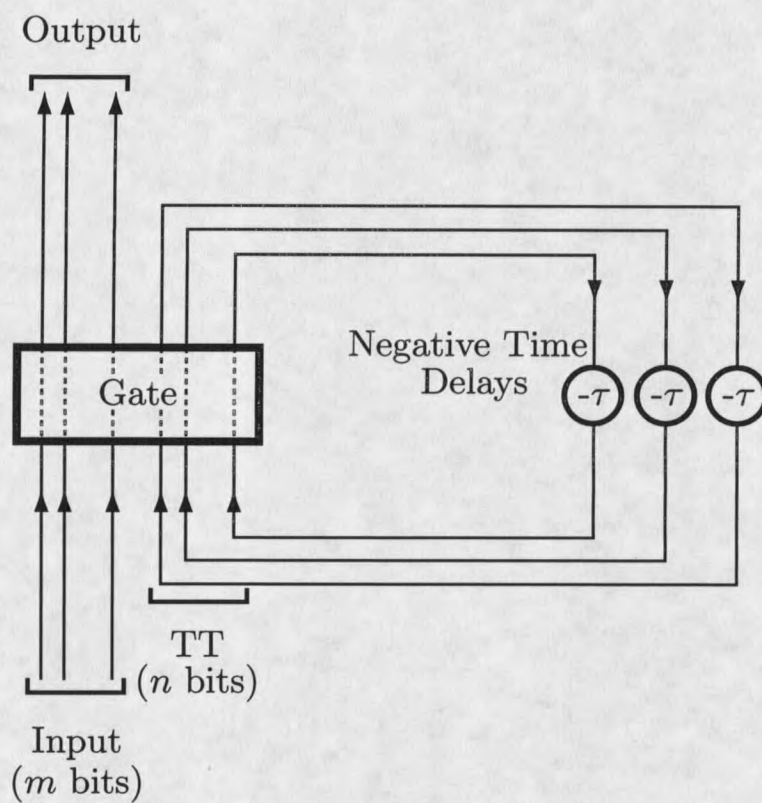 Output
Gate
Negative Time
Delays
-τ -τ -τ
TT
(n bits)
Input
(m bits)